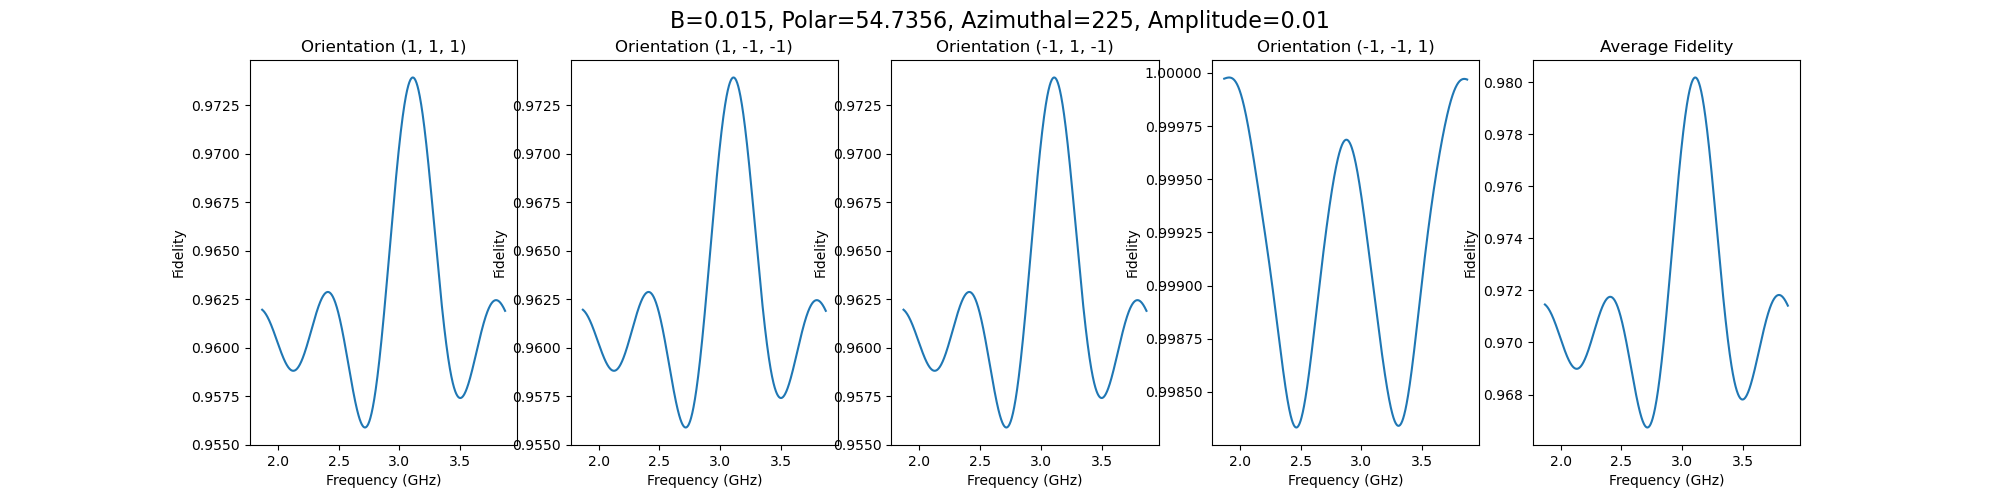 B=0.015, Polar=54.7356, Azimuthal=225, Amplitude=0.01
Orientation (1, 1, 1)
Fidelity
0.9725
0.9700
0.9675
0.9650
0.9625
0.9600
0.9575
0.9550
2.0 2.5 3.0 3.5
Frequency (GHz)
Orientation (1, -1, -1)
Fidelity
0.9725
0.9700
0.9675
0.9650
0.9625
0.9600
0.9575
0.9550
2.0 2.5 3.0 3.5
Frequency (GHz)
Orientation (-1, 1, -1)
Fidelity
0.9725
0.9700
0.9675
0.9650
0.9625
0.9600
0.9575
0.9550
2.0 2.5 3.0 3.5
Frequency (GHz)
Orientation (-1, -1, 1)
Fidelity
1.00000
0.99975
0.99950
0.99925
0.99900
0.99875
0.99850
2.0 2.5 3.0 3.5
Frequency (GHz)
Average Fidelity
Fidelity
0.980
0.978
0.976
0.974
0.972
0.970
0.968
2.0 2.5 3.0 3.5
Frequency (GHz)